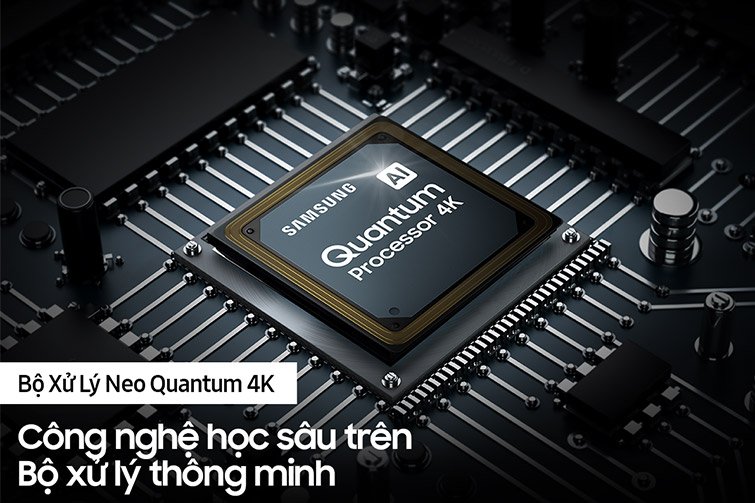 SAMSUNG
AI
Quantum
Processor 4K
Bộ Xử Lý Neo Quantum 4K
Công nghệ học sâu trên
Bộ xử lý thông minh